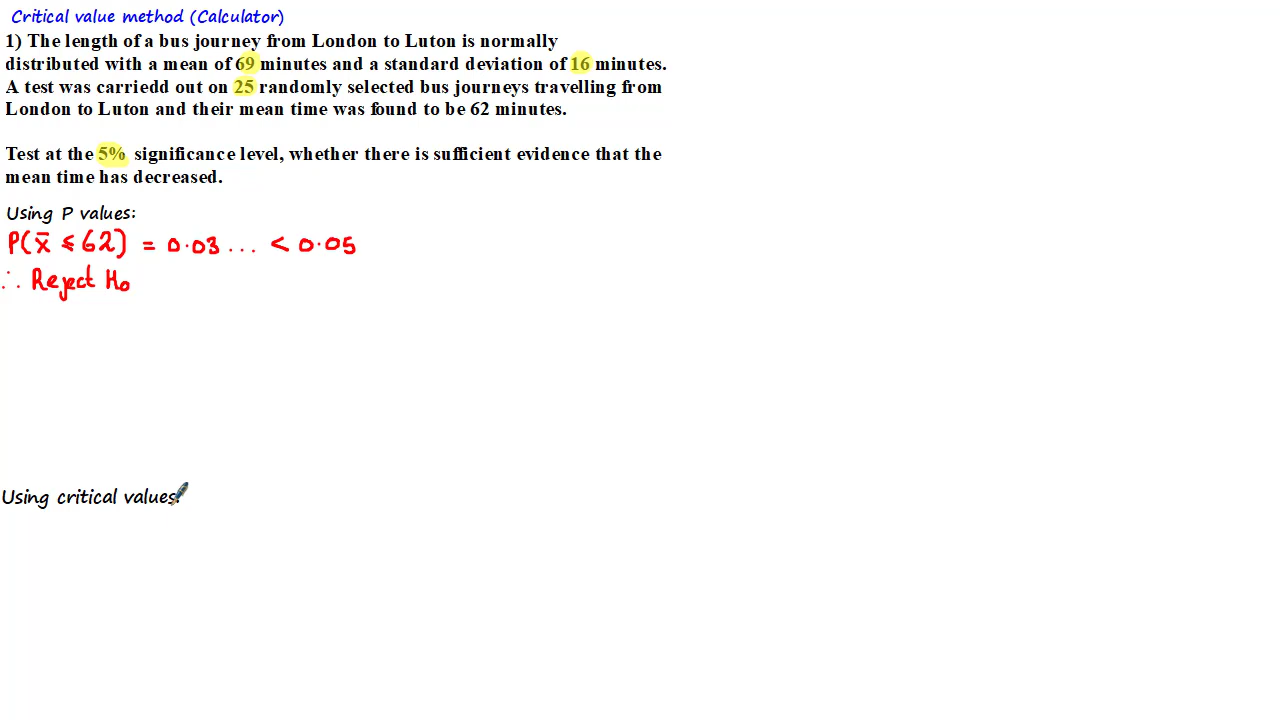 Critical value method (Calculator)
1) The length of a bus journey from London to Luton is normally
distributed with a mean of 69 minutes and a standard deviation of 16 minutes.
A test was carriedd out on 25 randomly selected bus journeys travelling from
London to Luton and their mean time was found to be 62 minutes.
Test at the 5% significance level, whether there is sufficient evidence that the
mean time has decreased.
Using P values:
P(x̄ ≤ 62) = 0.03... < 0.05
∴ Reject H₀
Using critical values: